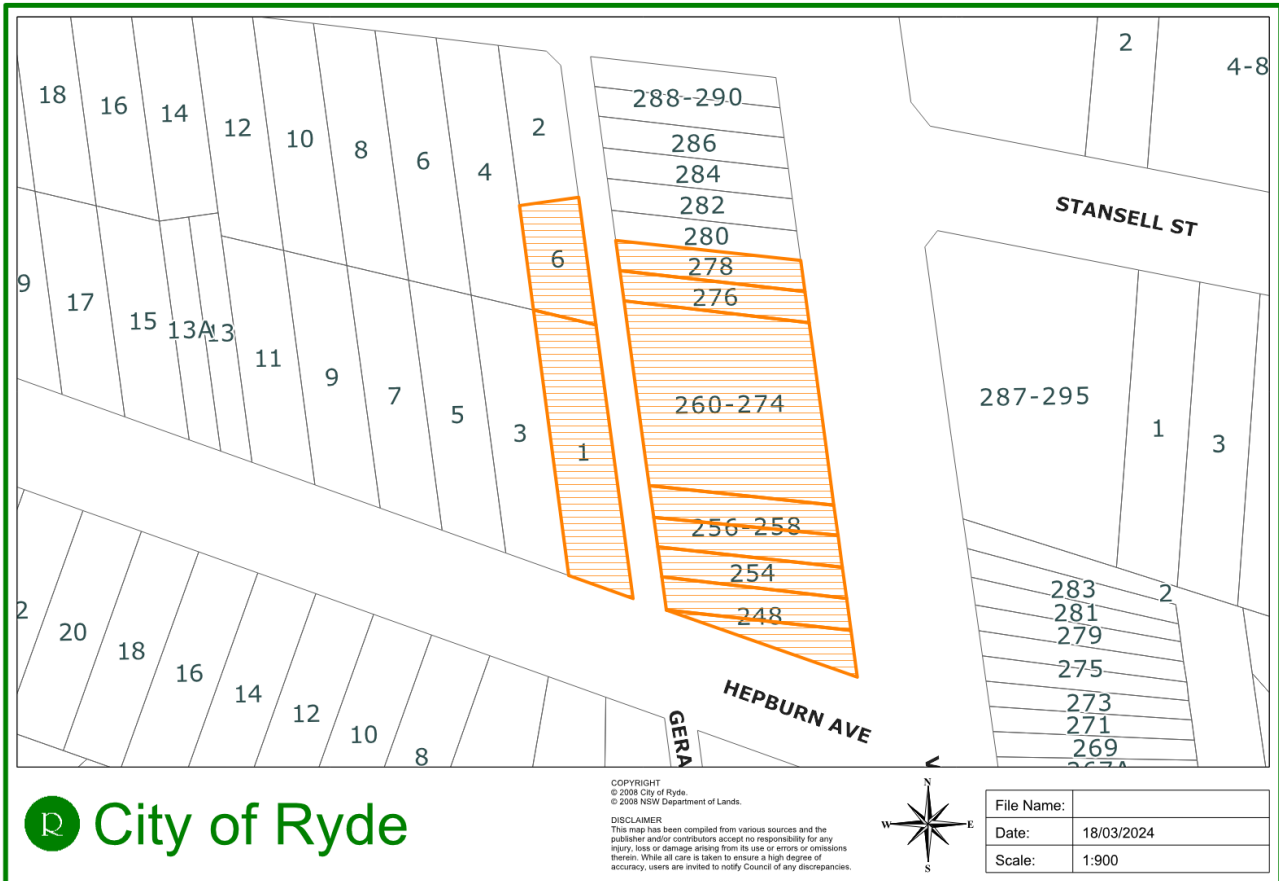 2
4-8
18
16
14
12
10
8
6
4
2
288-290
286
284
282
280
278
276
STANSELL ST
6
9
17
15
13A
13
11
9
7
5
3
1
260-274
287-295
1
3
256-258
254
248
283
2
281
279
275
273
271
269
2
20
18
16
14
12
10
8
HEPBURN AVE
GERA
R City of Ryde
COPYRIGHT
© 2008 City of Ryde.
© 2008 NSW Department of Lands.
DISCLAIMER
This map has been compiled from various sources and the
publisher and/or contributors accept no responsibility for any
injury, loss or damage arising from its use or errors or omissions
therein. While all care is taken to ensure a high degree of
accuracy, users are invited to notify Council of any discrepancies.
N
W E
S
File Name:
Date: 18/03/2024
Scale: 1:900